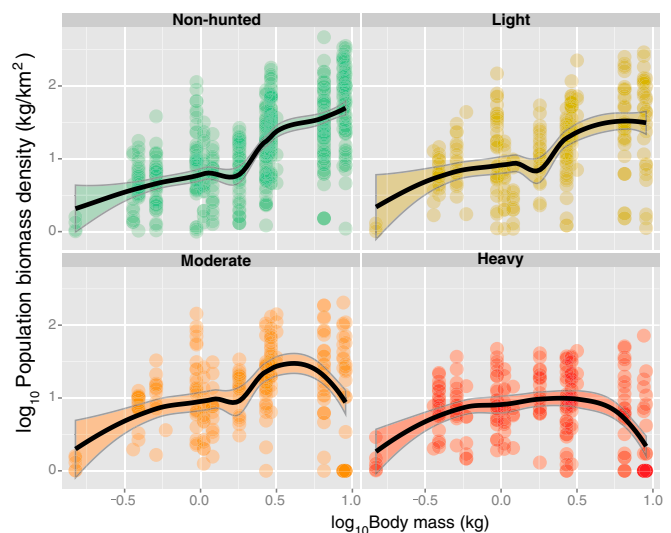 Non-hunted
Light
2
1
0
Moderate
Heavy
2
1
0
−0.5
0.0
0.5
1.0
−0.5
0.0
0.5
1.0
log10Body mass (kg)
log10 Population biomass density (kg/km2)